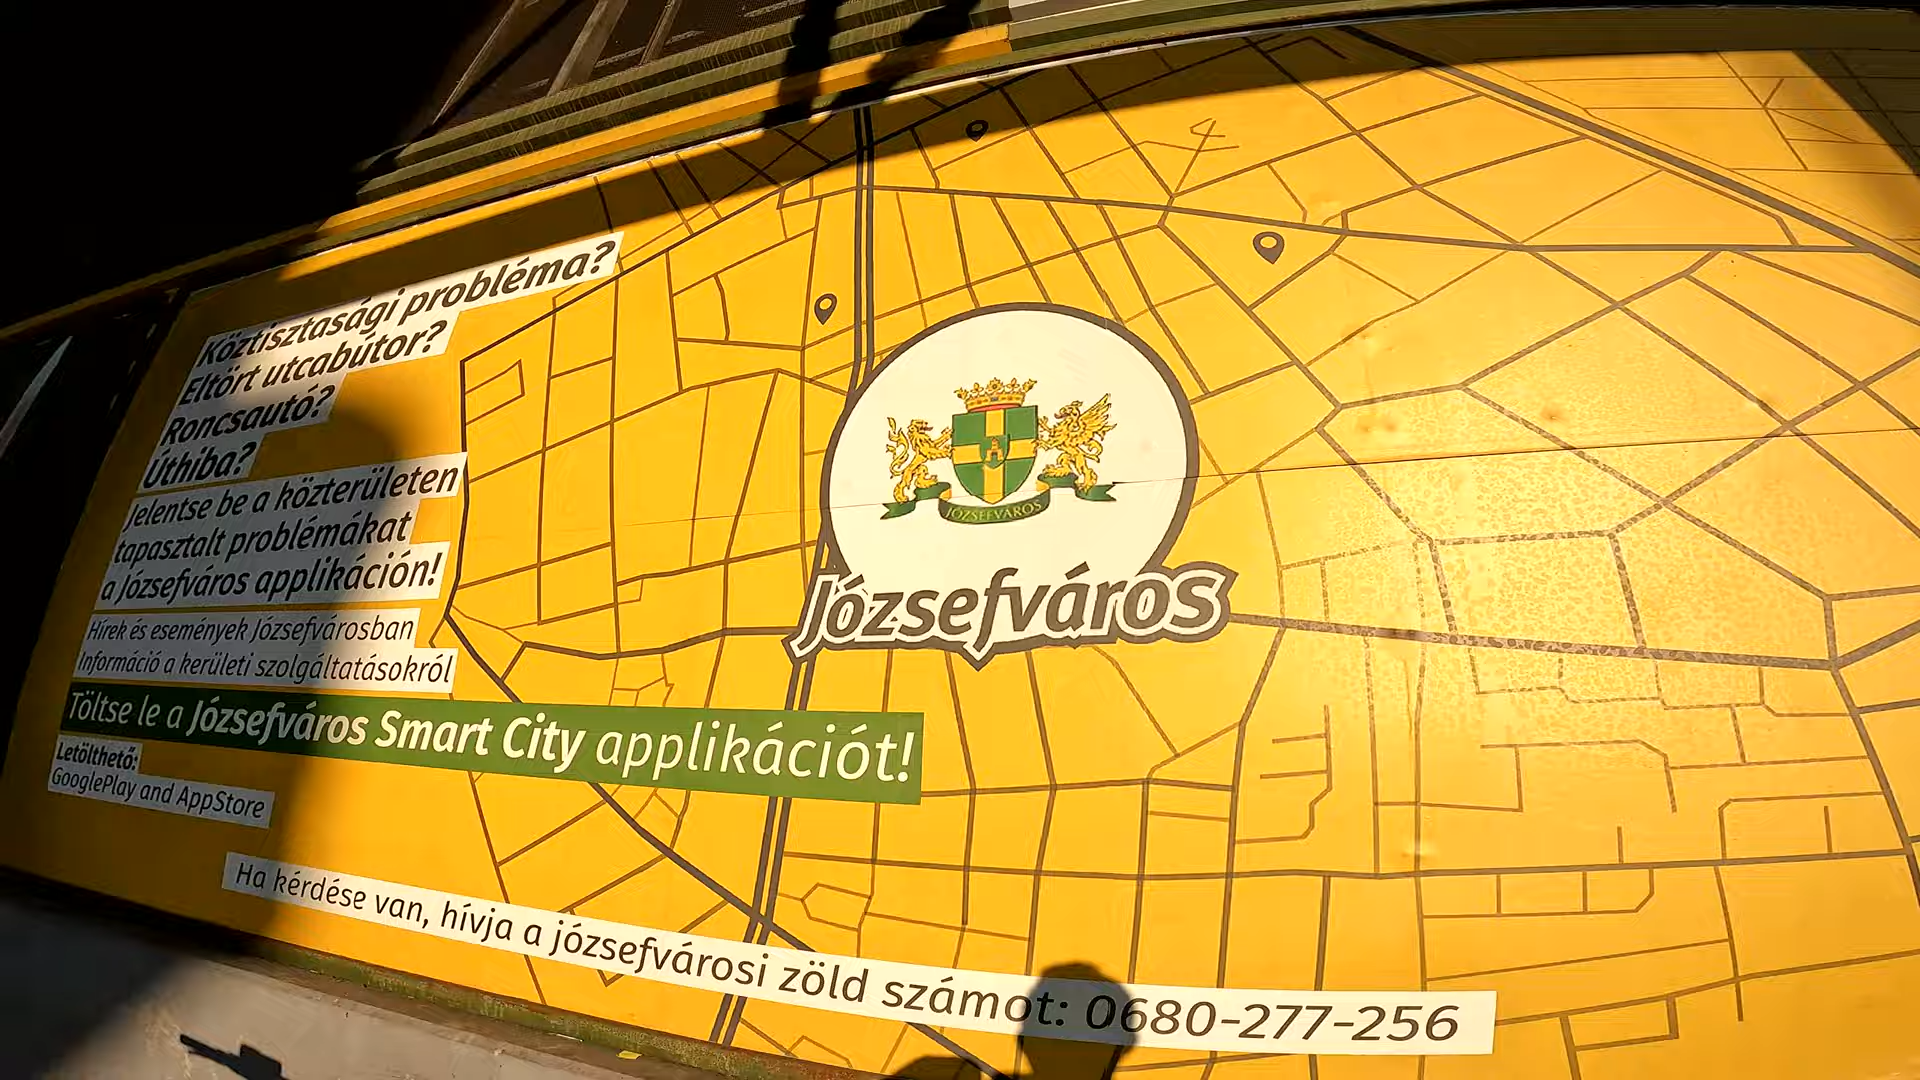 Köztisztasági probléma?
Eltört utcabútor?
Roncsautó?
Úthiba?
Jelentse be a közterületen
tapasztalt problémákat
a Józsefváros applikáción!
Hírek és események Józsefvárosban
Információ a kerületi szolgáltatásokról
Töltse le a Józsefváros Smart City applikációt!
Letölthető:
GooglePlay and AppStore
JÓZSEFVÁROS
Józsefváros
Ha kérdése van, hívja a józsefvárosi zöld számot: 0680-277-256